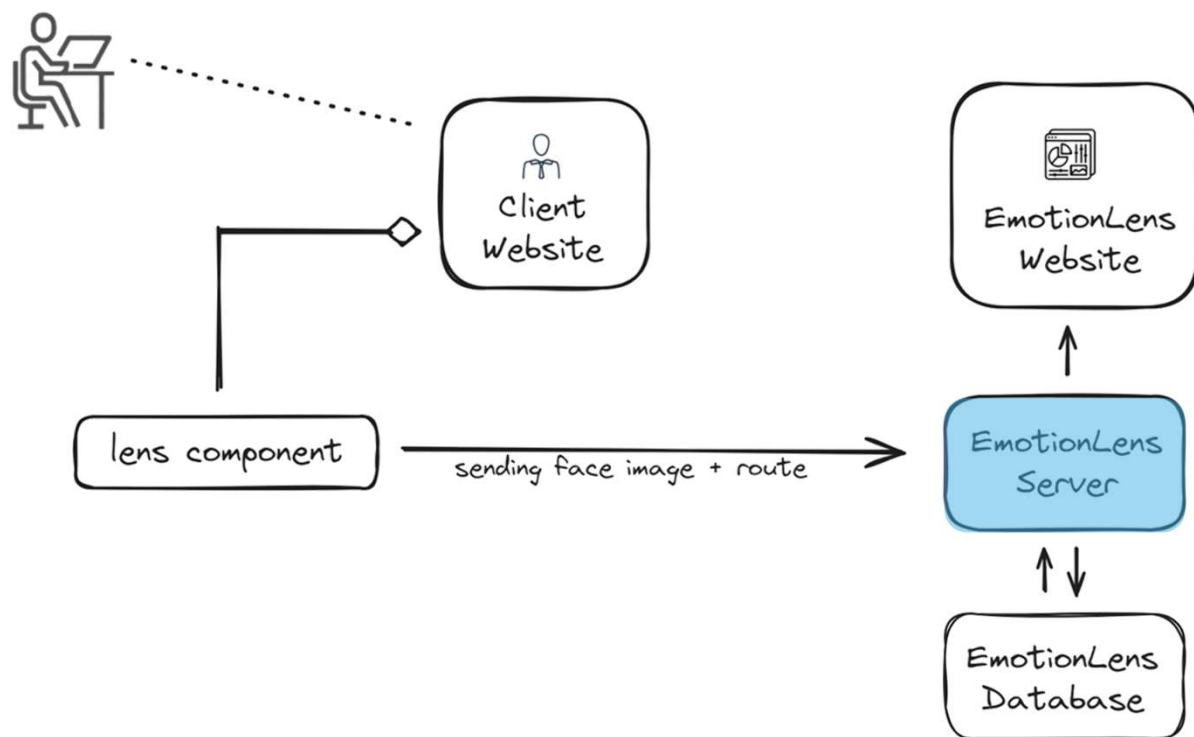 Client
Website
EmotionLens
Website
lens component
sending face image + route
EmotionLens
Server
EmotionLens
Database